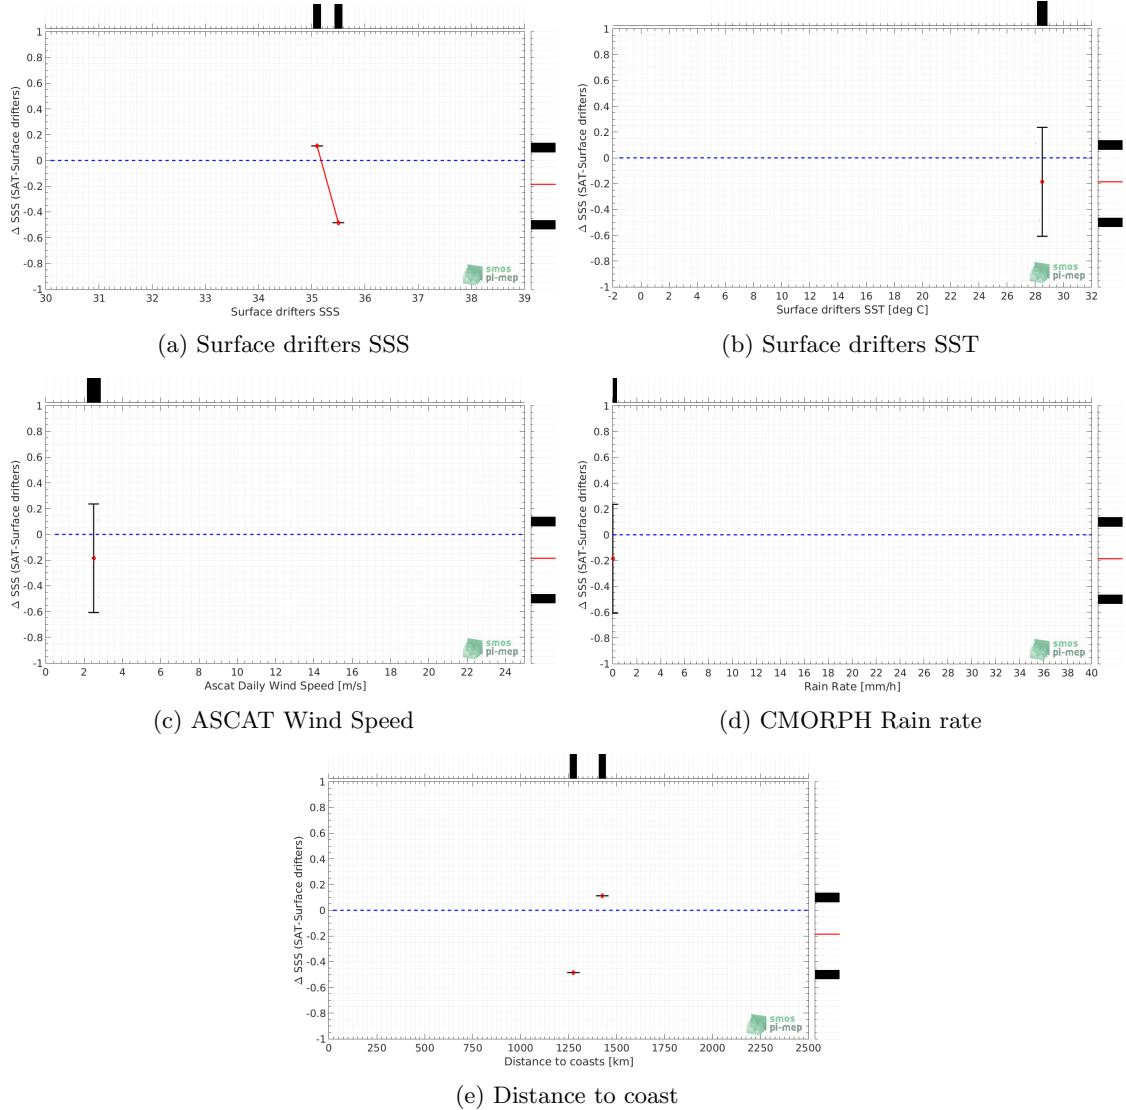 1
0.8
0.6
0.4
0.2
0
-0.2
-0.4
-0.6
-0.8
-1
Δ SSS (SAT-Surface drifters)
30 31 32 33 34 35 36 37 38 39
Surface drifters SSS
smos
pi-mep
(a) Surface drifters SSS
1
0.8
0.6
0.4
0.2
0
-0.2
-0.4
-0.6
-0.8
-1
Δ SSS (SAT-Surface drifters)
-2 0 2 4 6 8 10 12 14 16 18 20 22 24 26 28 30 32
Surface drifters SST [deg C]
smos
pi-mep
(b) Surface drifters SST
1
0.8
0.6
0.4
0.2
0
-0.2
-0.4
-0.6
-0.8
-1
Δ SSS (SAT-Surface drifters)
0 2 4 6 8 10 12 14 16 18 20 22 24
Ascat Daily Wind Speed [m/s]
smos
pi-mep
(c) ASCAT Wind Speed
1
0.8
0.6
0.4
0.2
0
-0.2
-0.4
-0.6
-0.8
-1
Δ SSS (SAT-Surface drifters)
0 2 4 6 8 10 12 14 16 18 20 22 24 26 28 30 32 34 36 38 40
Rain Rate [mm/h]
smos
pi-mep
(d) CMORPH Rain rate
1
0.8
0.6
0.4
0.2
0
-0.2
-0.4
-0.6
-0.8
-1
Δ SSS (SAT-Surface drifters)
0 250 500 750 1000 1250 1500 1750 2000 2250 2500
Distance to coasts [km]
smos
pi-mep
(e) Distance to coast